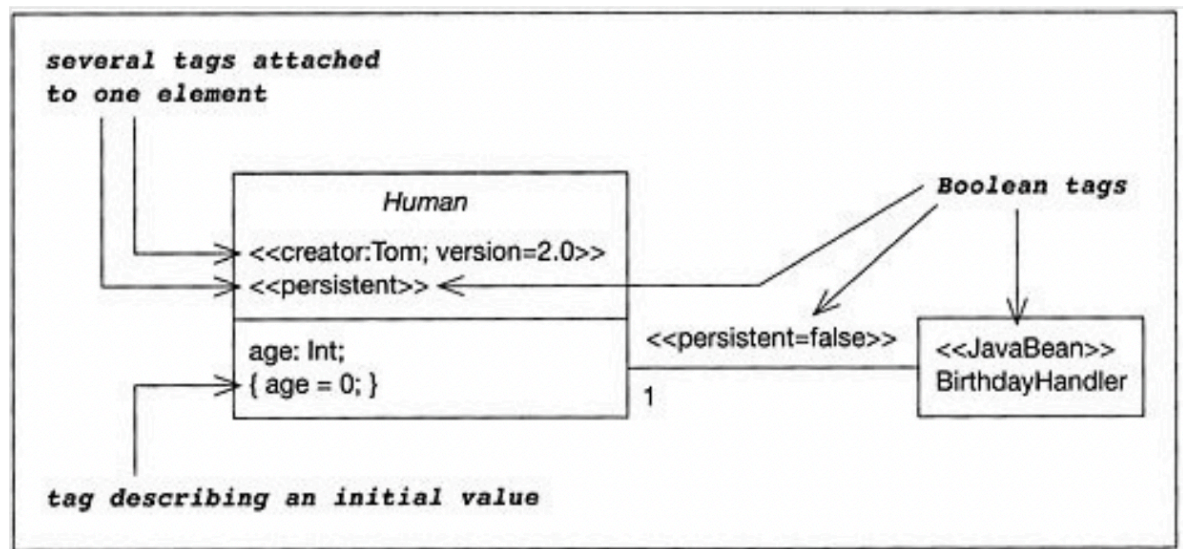 several tags attached
to one element
Boolean tags
Human
<<creator:Tom; version=2.0>>
<<persistent>>
<<persistent=false>>
<<JavaBean>>
BirthdayHandler
age: Int;
{ age = 0; }
1
tag describing an initial value